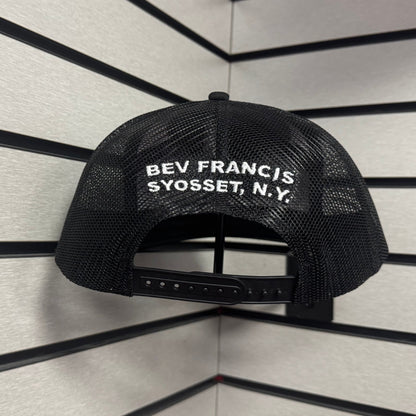 BEV FRANCIS
SYOSSET, N.Y.